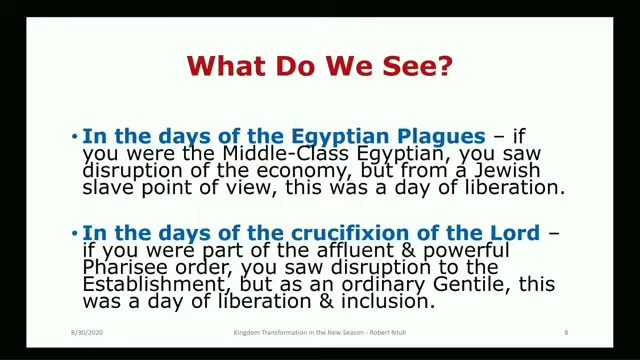 What Do We See?
• In the days of the Egyptian Plagues – if
you were the Middle-Class Egyptian, you saw
disruption of the economy, but from a Jewish
slave point of view, this was a day of liberation.
• In the days of the crucifixion of the Lord –
if you were part of the affluent & powerful
Pharisee order, you saw disruption to the
Establishment, but as an ordinary Gentile, this
was a day of liberation & inclusion.
8/30/2020 Kingdom Transformation in the New Season - Robert Ntuli 8